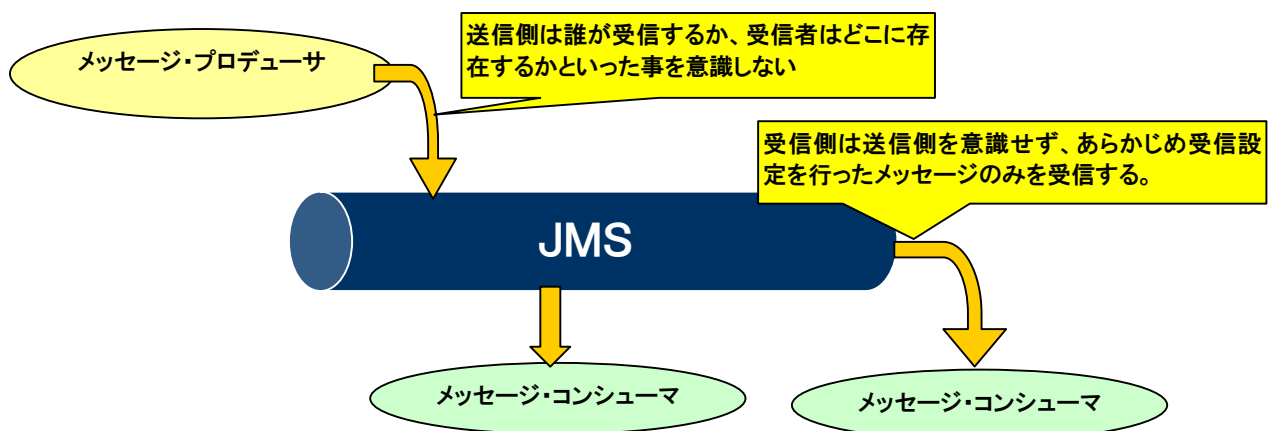 メッセージ・プロデューサ
送信側は誰が受信するか、受信者はどこに存
在するかといった事を意識しない
受信側は送信側を意識せず、あらかじめ受信設
定を行ったメッセージのみを受信する。
JMS
メッセージ・コンシューマ
メッセージ・コンシューマ